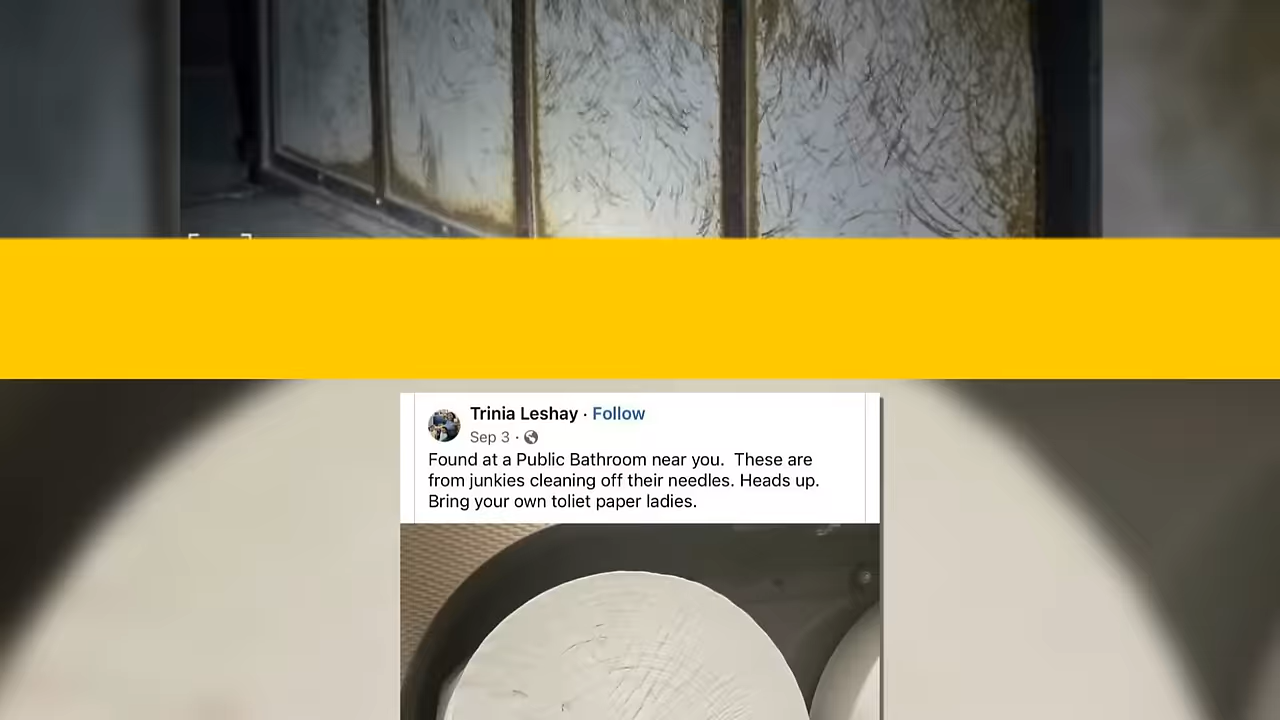 Trinia Leshay · Follow
Sep 3 ·
Found at a Public Bathroom near you.  These are
from junkies cleaning off their needles. Heads up.
Bring your own toliet paper ladies.